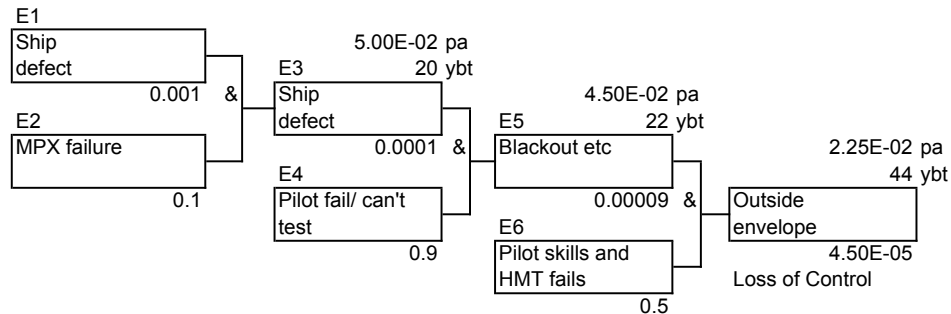 E1
Ship
defect
0.001 &
E2
MPX failure
0.1
5.00E-02 pa
E3 20 ybt
Ship
defect
0.0001 &
E4
Pilot fail/ can't
test
0.9
4.50E-02 pa
E5 22 ybt
Blackout etc
0.00009 &
E6
Pilot skills and
HMT fails
0.5
2.25E-02 pa
44 ybt
Outside
envelope
4.50E-05
Loss of Control